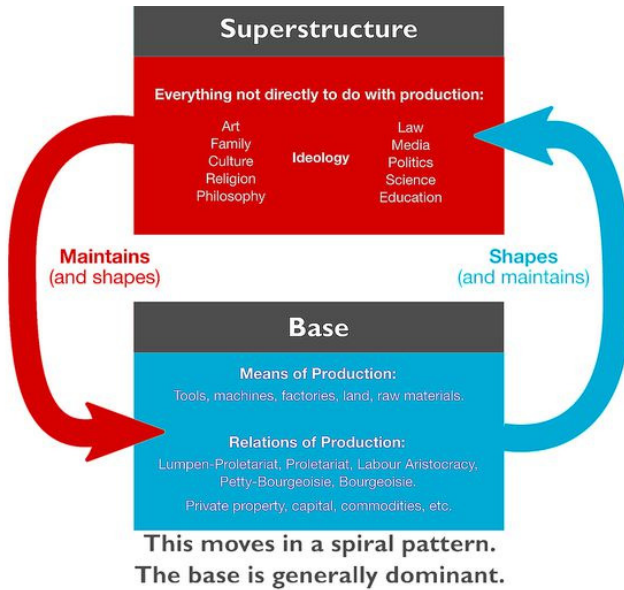 Superstructure
Everything not directly to do with production:
Art
Family
Culture
Religion
Philosophy
Ideology
Law
Media
Politics
Science
Education
Maintains
(and shapes)
Shapes
(and maintains)
Base
Means of Production:
Tools, machines, factories, land, raw materials.
Relations of Production:
Lumpen-Proletariat, Proletariat, Labour Aristocracy,
Petty-Bourgeoisie, Bourgeoisie.
Private property, capital, commodities, etc.
This moves in a spiral pattern.
The base is generally dominant.